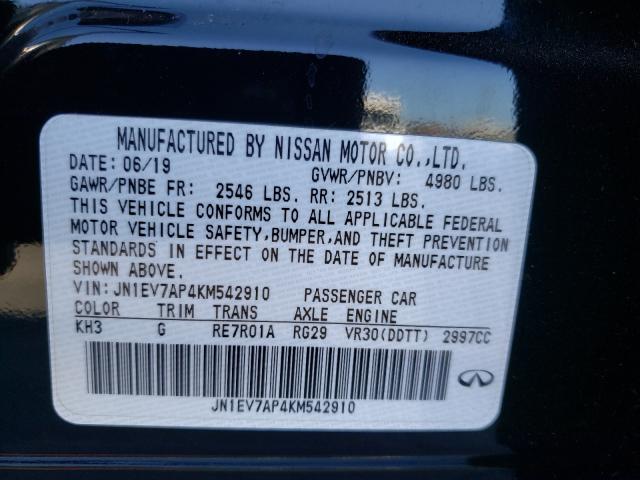 MANUFACTURED BY NISSAN MOTOR CO.,LTD.
DATE: 06/19 GVWR/PNBV: 4980 LBS.
GAWR/PNBE FR: 2546 LBS. RR: 2513 LBS.
THIS VEHICLE CONFORMS TO ALL APPLICABLE FEDERAL
MOTOR VEHICLE SAFETY,BUMPER,AND THEFT PREVENTION
STANDARDS IN EFFECT ON THE DATE OF MANUFACTURE
SHOWN ABOVE.
VIN:JN1EV7AP4KM542910 PASSENGER CAR
COLOR TRIM TRANS AXLE ENGINE
KH3 G RE7R01A RG29 VR30(DDTT) 2997CC
JN1EV7AP4KM542910